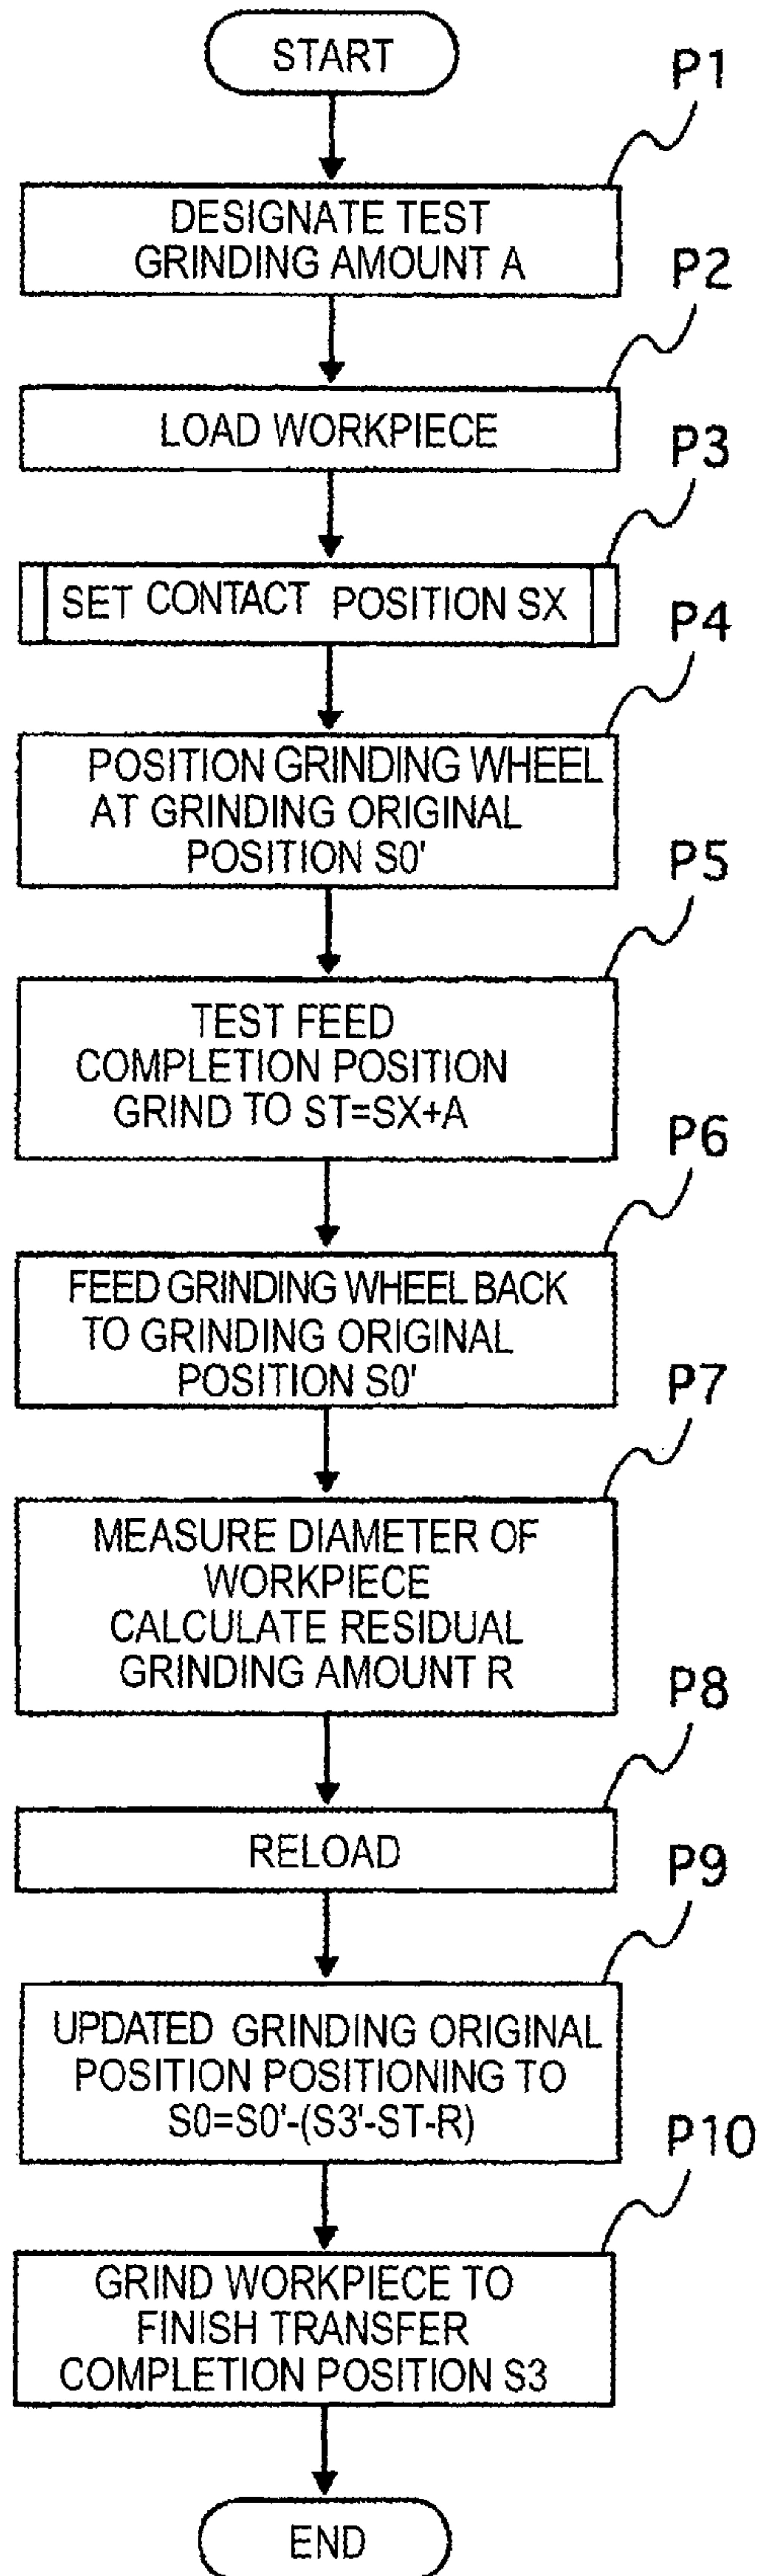 START
P1
DESIGNATE TEST
GRINDING AMOUNT A
P2
LOAD WORKPIECE
P3
SET CONTACT POSITION SX
P4
POSITION GRINDING WHEEL
AT GRINDING ORIGINAL
POSITION S0'
P5
TEST FEED
COMPLETION POSITION
GRIND TO ST=SX+A
P6
FEED GRINDING WHEEL BACK
TO GRINDING ORIGINAL
POSITION S0'
P7
MEASURE DIAMETER OF
WORKPIECE
CALCULATE RESIDUAL
GRINDING AMOUNT R
P8
RELOAD
P9
UPDATED GRINDING ORIGINAL
POSITION POSITIONING TO
S0=S0'-(S3'-ST-R)
P10
GRIND WORKPIECE TO
FINISH TRANSFER
COMPLETION POSITION S3
END